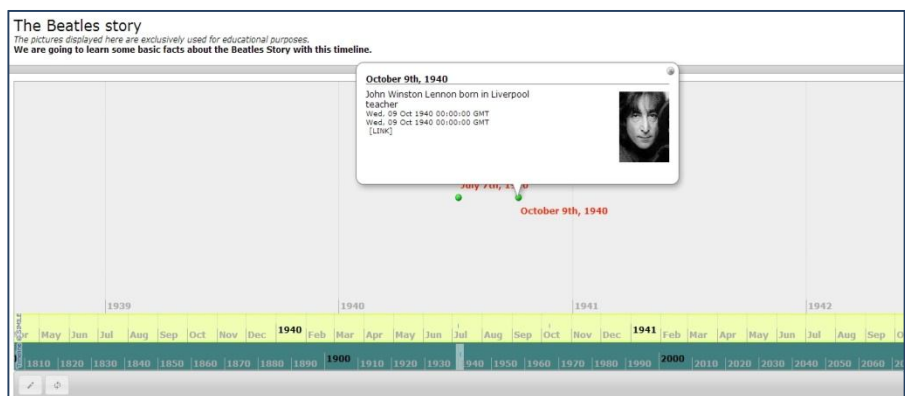 The Beatles story
The pictures displayed here are exclusively used for educational purposes.
We are going to learn some basic facts about the Beatles Story with this timeline.
October 9th, 1940
John Winston Lennon born in Liverpool
teacher
Wed, 09 Oct 1940 00:00:00 GMT
Wed, 09 Oct 1940 00:00:00 GMT
[LINK]
July 7th, 1940
October 9th, 1940
1939 1940 1941 1942
May Jun Jul Aug Sep Oct Nov Dec 1940 Feb Mar Apr May Jun Jul Aug Sep Oct Nov Dec 1941 Feb Mar Apr May Jun Jul Aug Sep
1810 1820 1830 1840 1850 1860 1870 1880 1890 1900 1910 1920 1930 940 1950 1960 1970 1980 1990 2000 2010 2020 2030 2040 2050 2060